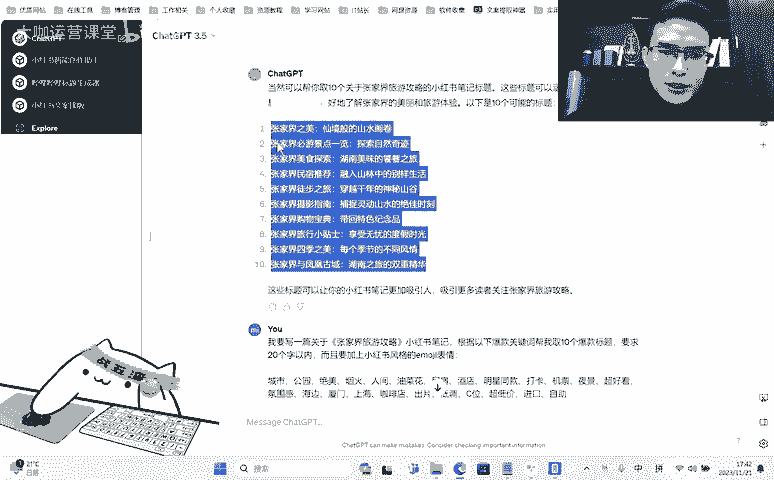 优质网站 在线工具 博客管理 工作相关 个人收藏 资源教程 学习网站 IT站长 网课资源 软件收集 文案提取神器
大咖运营课堂
ChatGPT 3.5
Explore
ChatGPT
当然可以帮你取10个关于张家界旅游攻略的小红书笔记标题。这些标题可以
好地了解张家界的美丽和旅游体验。以下是10个可能的标题:
1 张家界之美：仙境般的山水画卷
2 张家界必游景点一览：探索自然奇迹
3 张家界美食探索：湖南美味的饕餮之旅
4 张家界民宿推荐：融入山林中的别样生活
5 张家界徒步之旅：穿越千年的神秘山谷
6 张家界摄影指南：捕捉灵动山水的绝佳时刻
7 张家界购物宝典：带回特色纪念品
8 张家界旅行小贴士：享受无忧的度假时光
9 张家界四季之美：每个季节的不同风情
10. 张家界与凤凰古城：湖南之旅的双重精华
这些标题可以让你的小红书笔记更加吸引人，吸引更多读者关注张家界旅游攻略。
You
我要写一篇关于《张家界旅游攻略》小红书笔记，根据以下爆款关键词帮我取10个爆款标题，要求
20个字以内，而且要加上小红书风格的emoji表情：
城市、公园、绝美、烟火、人间、油菜花、酒店、明星同款、打卡、机票、夜景、超好看、
氛围感、海边、厦门、上海、咖啡店、出片、C位、超低价、进口、自助
Message ChatGPT...
ChatGPT can make mistakes. Consider checking important information.
21°C
搜索
中 拼
17:42
2023/11/21